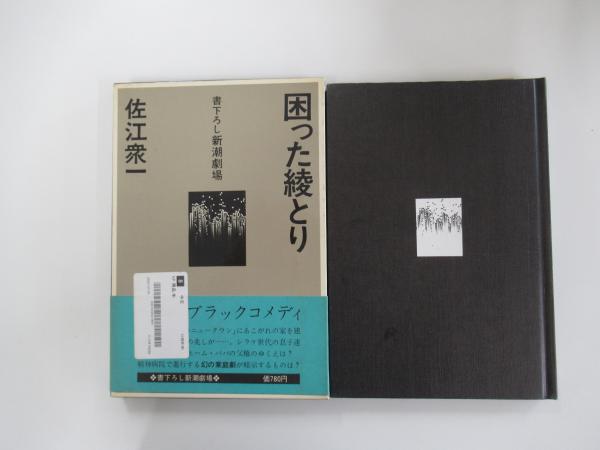 困った綾とり
書下ろし新潮劇場
佐江衆一
ブラックコメディ
ニュータウン」にあこがれの家を建
の兆しが――。シラケ世代の息子達
ーム・パパの父権のゆくえは?
精神病院で進行する幻の家庭劇が暗示するものは?
❖書下ろし新潮劇場❖
価780円